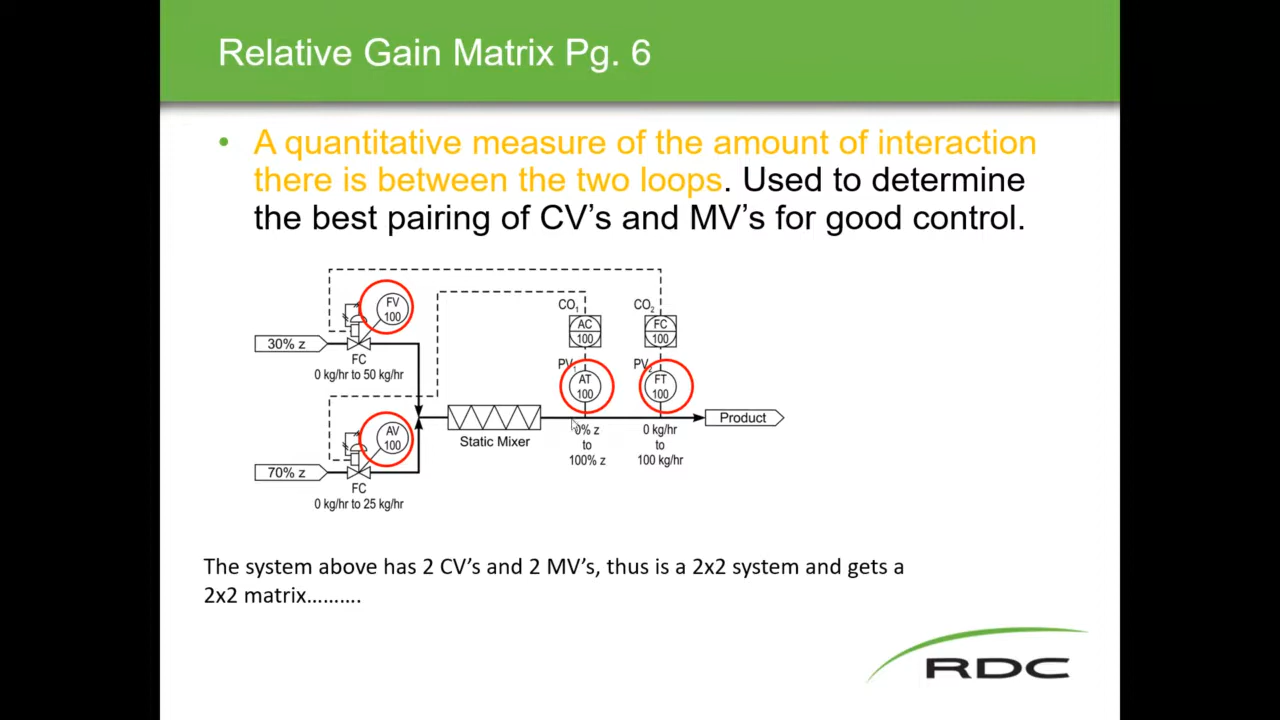 Relative Gain Matrix Pg. 6
• A quantitative measure of the amount of interaction
there is between the two loops. Used to determine
the best pairing of CV’s and MV’s for good control.
FV
100
30% z
FC
0 kg/hr to 50 kg/hr
AV
100
70% z
FC
0 kg/hr to 25 kg/hr
Static Mixer
CO1
AC
100
PV1
AT
100
0% z
to
100% z
CO2
FC
100
PV2
FT
100
0 kg/hr
to
100 kg/hr
Product
The system above has 2 CV’s and 2 MV’s, thus is a 2x2 system and gets a
2x2 matrix……….
RDC